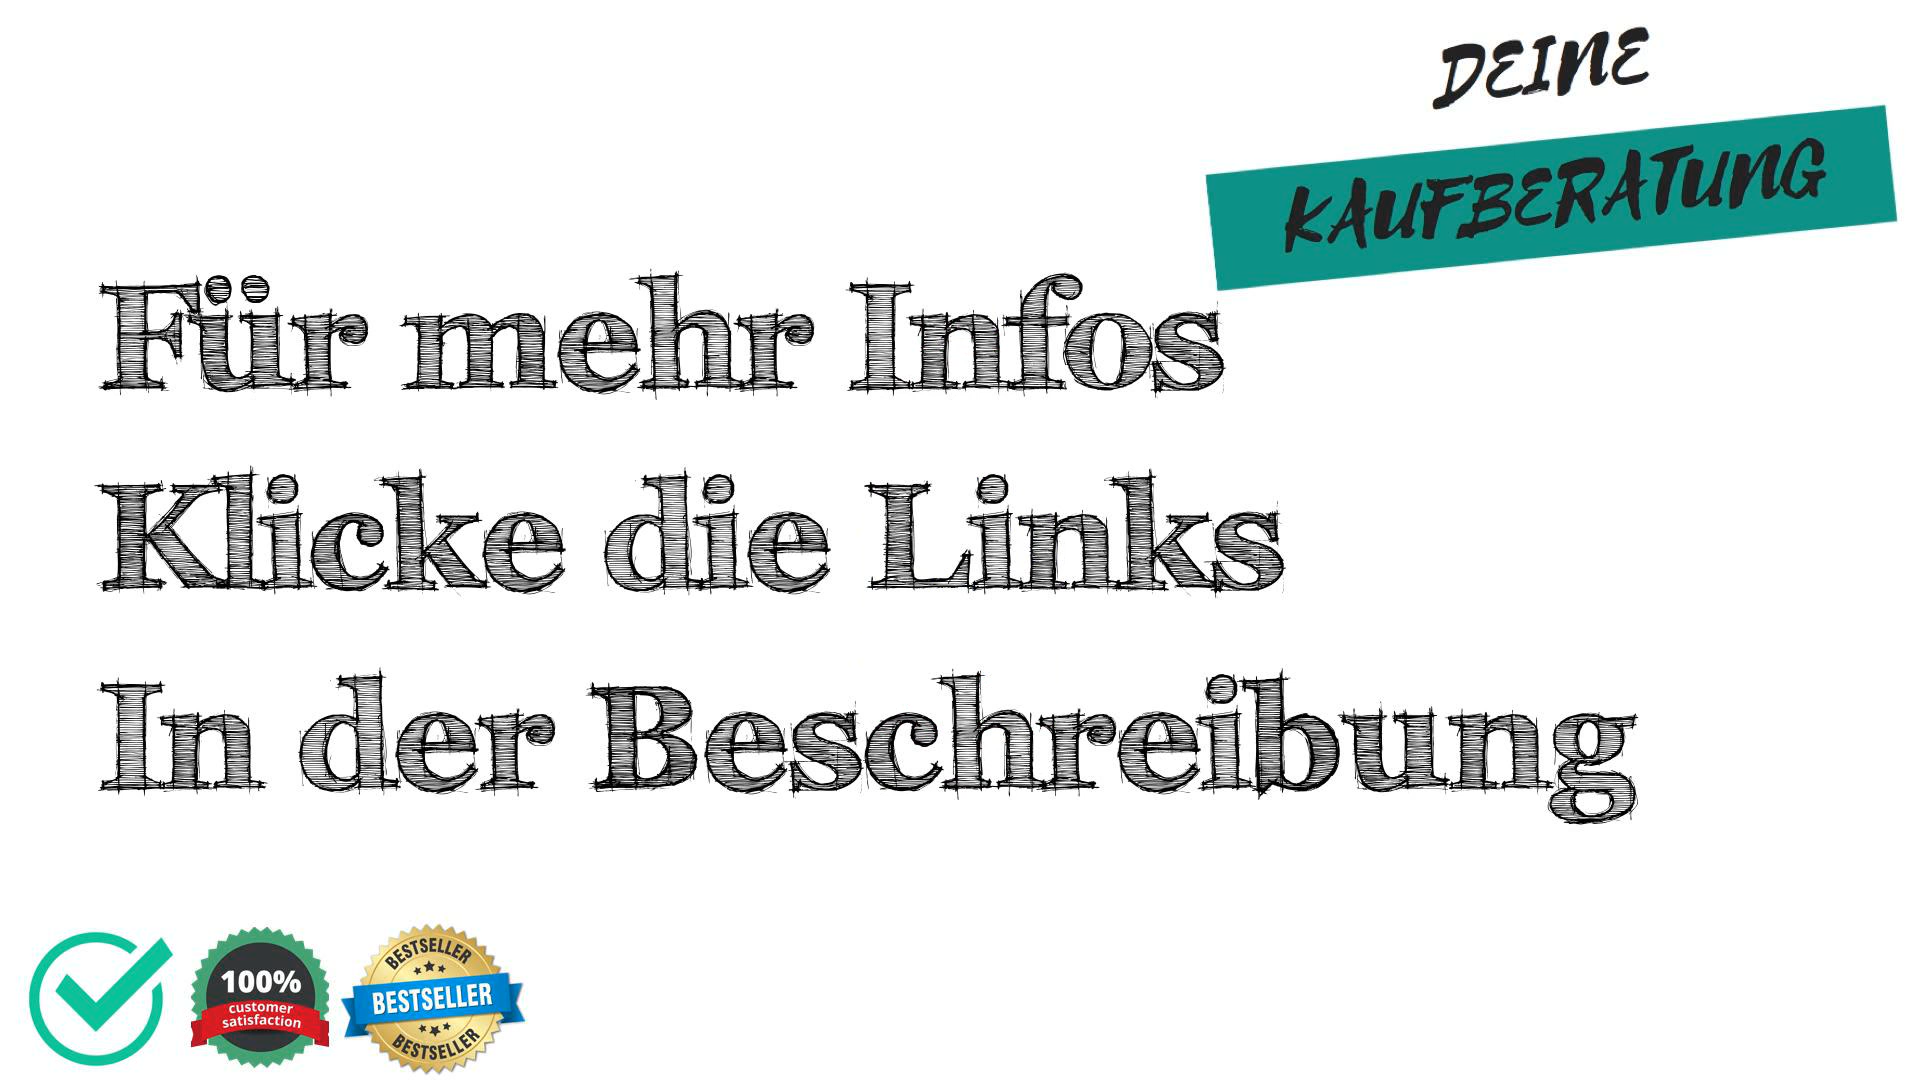 DEINE
KAUFBERATUNG
Für mehr Infos
Klicke die Links
In der Beschreibung
100%
customer
satisfaction
BESTSELLER
BESTSELLER
BESTSELLER